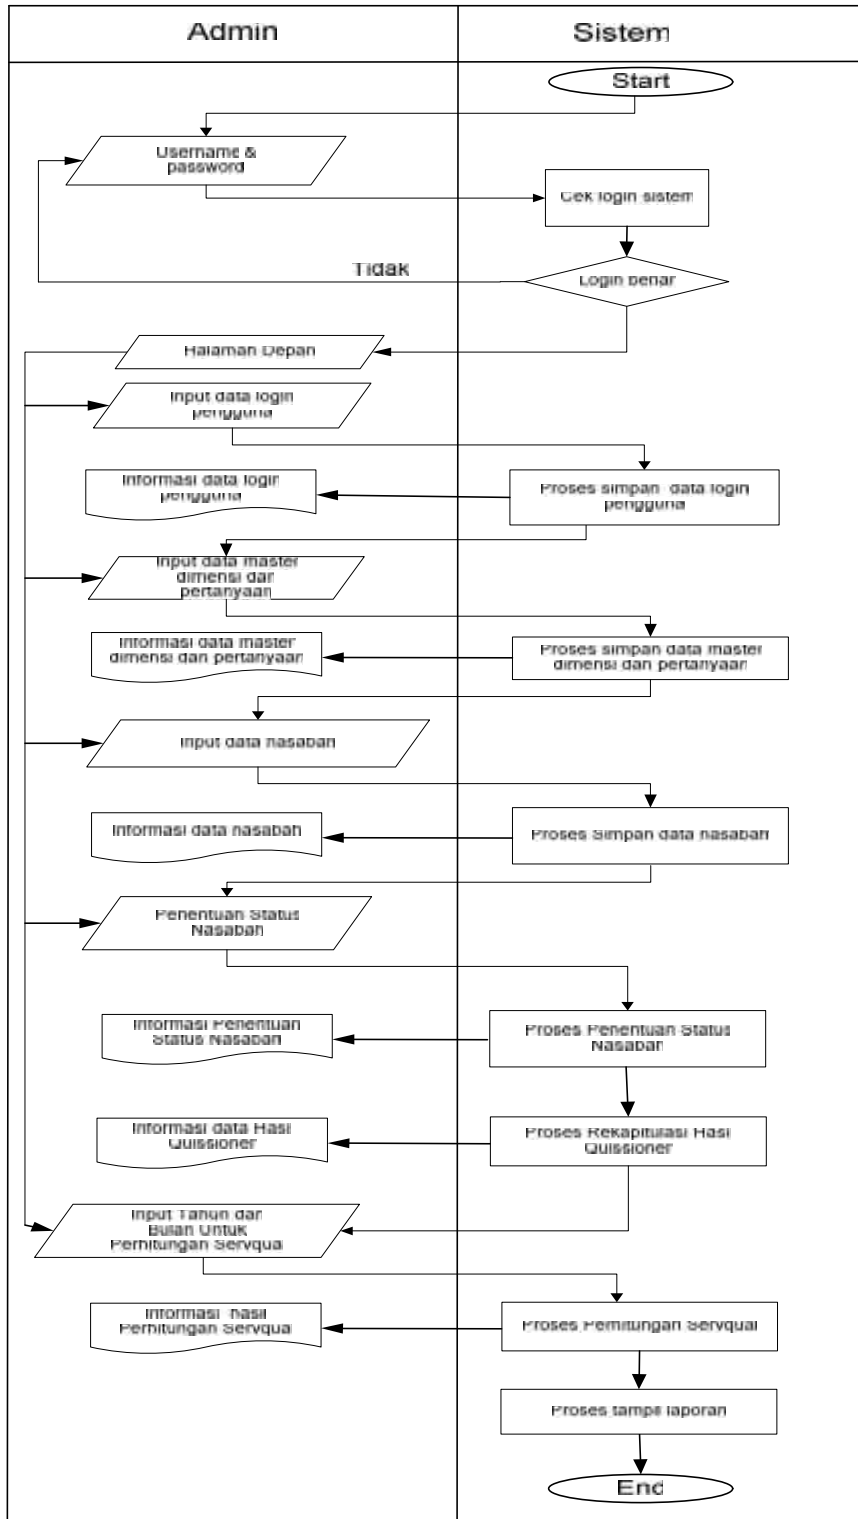 Admin
Sistem
Start
Username &
password
Cek login sistem
Tidak
Login benar
Halaman Depan
Input data login
pengguna
Informasi data login
pengguna
Proses simpan data login
pengguna
Input data master
dimensi dan
pertanyaan
Informasi data master
dimensi dan pertanyaan
Proses simpan data master
dimensi dan pertanyaan
Input data nasabah
Informasi data nasabah
Proses Simpan data nasabah
Penentuan Status
Nasabah
Informasi Penentuan
Status Nasabah
Proses Penentuan Status
Nasabah
Informasi data Hasl
Quissioner
Proses Rekapitulasi Hasl
Quissioner
Input Tahun dan
Bulan Untuk
Perhitungan Servqual
Informasi hasil
Perhitungan Servqual
Proses Perhitungan Servqual
Proses tampil laporan
End